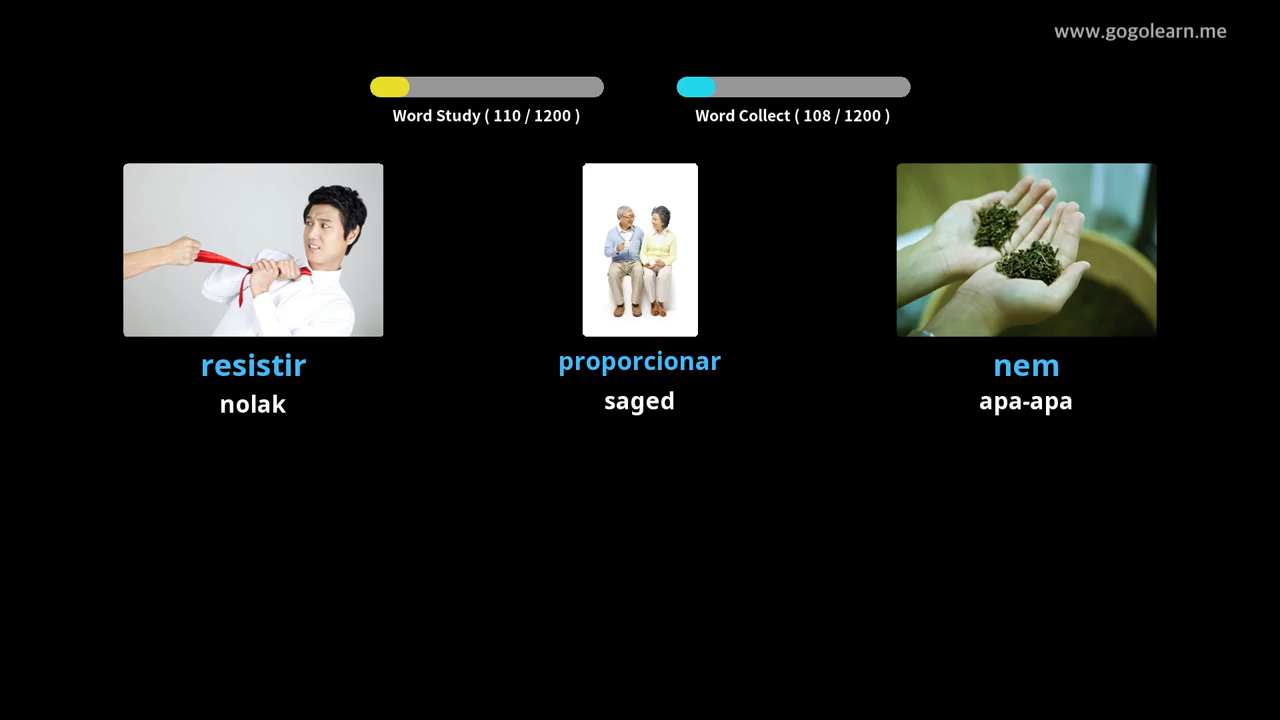 www.gogolearn.me
Word Study ( 110 / 1200 )
Word Collect ( 108 / 1200 )
resistir
nolak
proporcionar
saged
nem
apa-apa